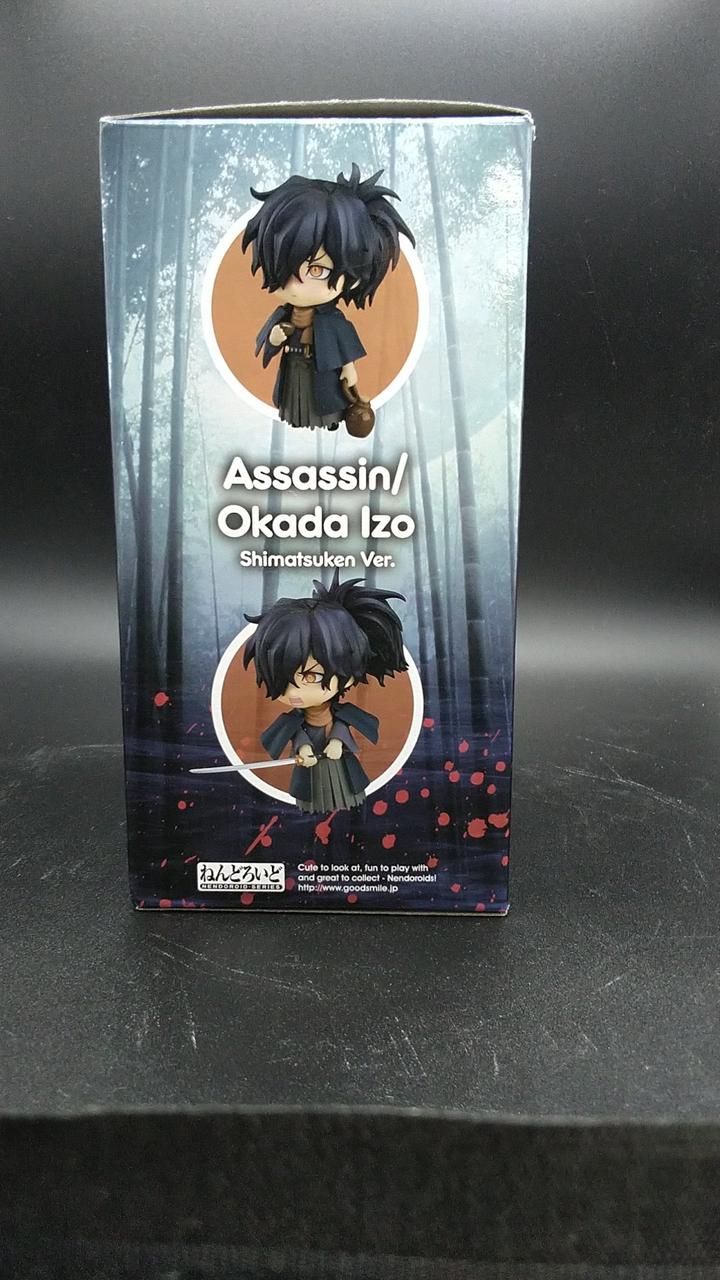 Assassin/
Okada Izo
Shimatsuken Ver.
ねんどろいど
NENDOROID·SERIES
Cute to look at, fun to play with
and great to collect - Nendoroids!
http://www.goodsmile.jp